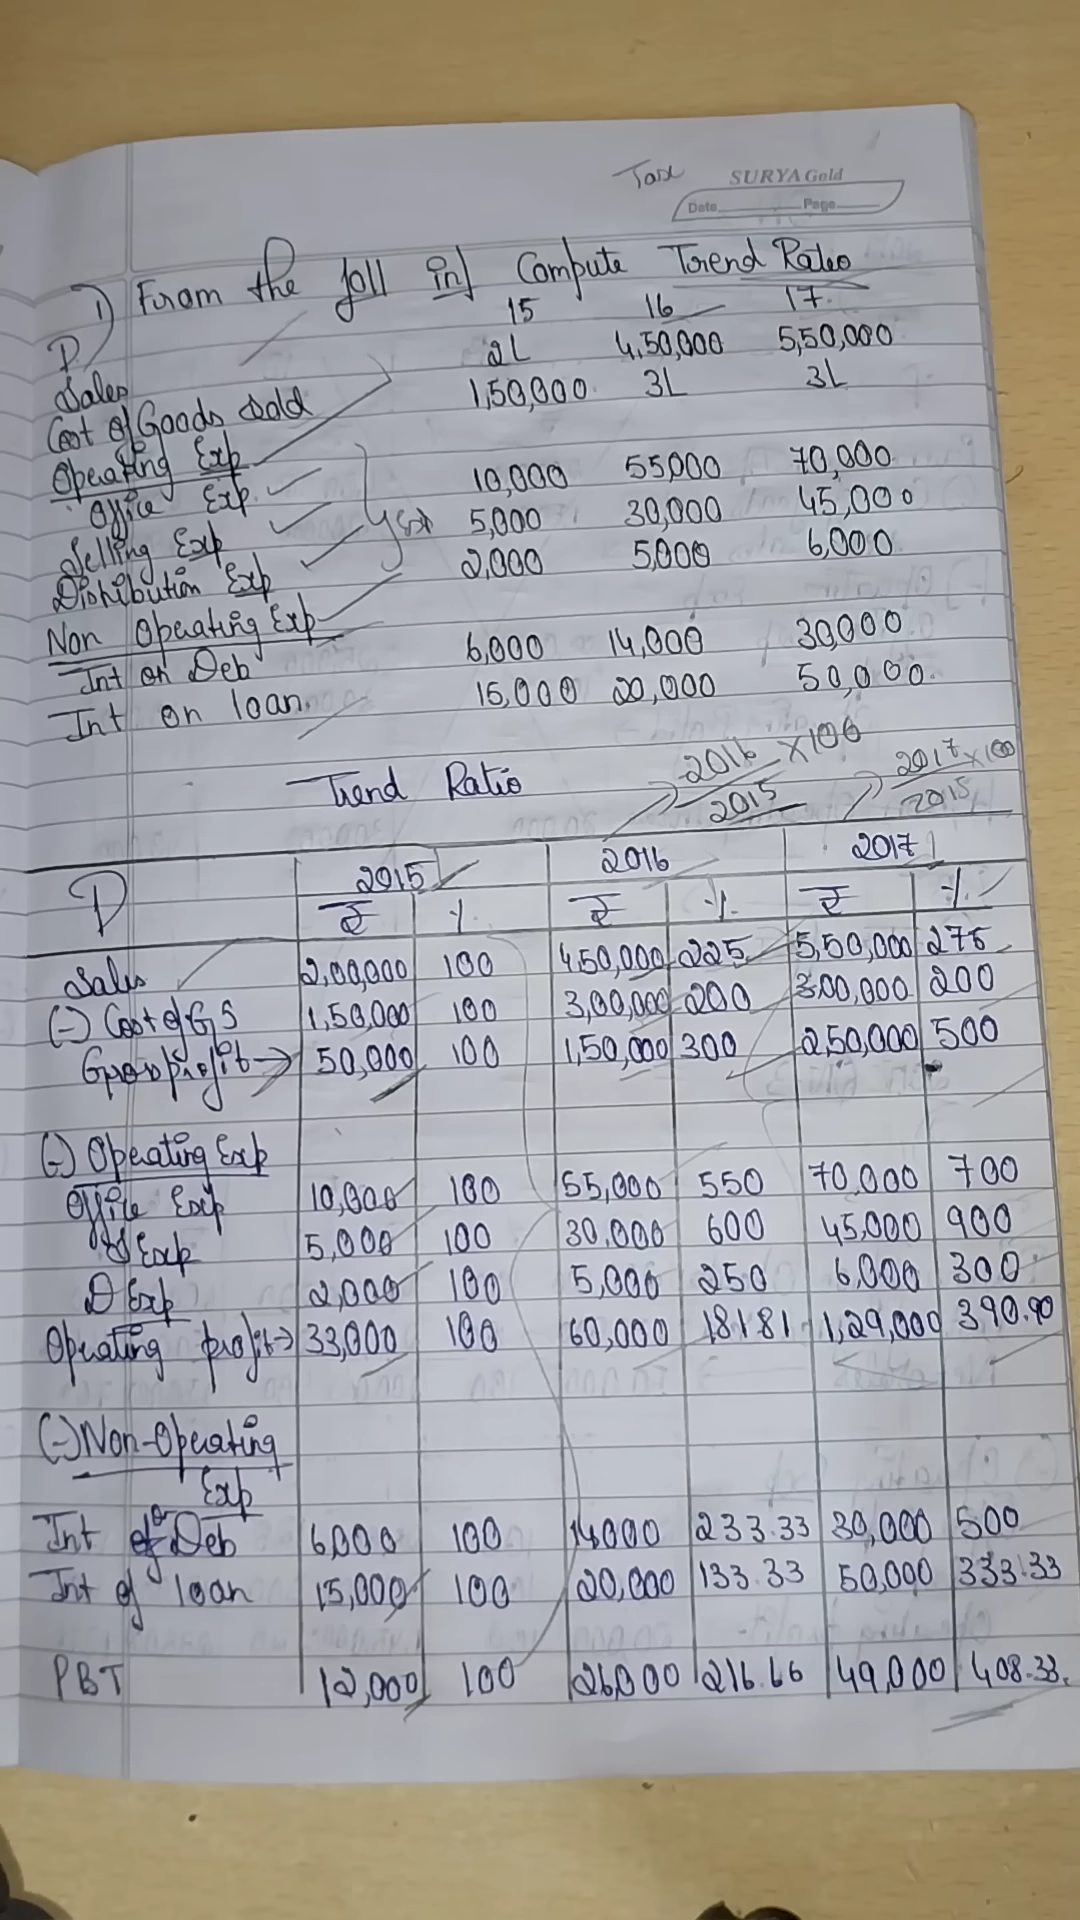 Tax SURYA Gold
Date Page
1) From the foll inf Compute Trend Ratio
P 15 16 17
Sales 2L 4,50,000 5,50,000
Cost of Goods Sold 1,50,000 3L 3L
Operating Exp
Office Exp 10,000 55,000 70,000
Selling Exp 5,000 30,000 45,000
Distribution Exp 2,000 5,000 6,000
Non Operating Exp
Int on Deb 6,000 14,000 30,000
Int on loan 15,000 20,000 50,000
Trend Ratio 2016/2015 x 100 2017/2015 x 100
P 2015 2016 2017
₹ % ₹ % ₹ %
Sales 2,00,000 100 4,50,000 225 5,50,000 275
(-) Cost of G S 1,50,000 100 3,00,000 200 3,00,000 200
Gross profit → 50,000 100 1,50,000 300 2,50,000 500
(-) Operating Exp
Office Exp 10,000 100 55,000 550 70,000 700
S Exp 5,000 100 30,000 600 45,000 900
D Exp 2,000 100 5,000 250 6,000 300
Operating profit → 33,000 100 60,000 181.81 1,29,000 390.90
(-) Non-Operating
Exp
Int of Deb 6,000 100 14000 233.33 30,000 500
Int of loan 15,000 100 20,000 133.33 50,000 333.33
PBT 12,000 100 26,000 216.66 49,000 408.33